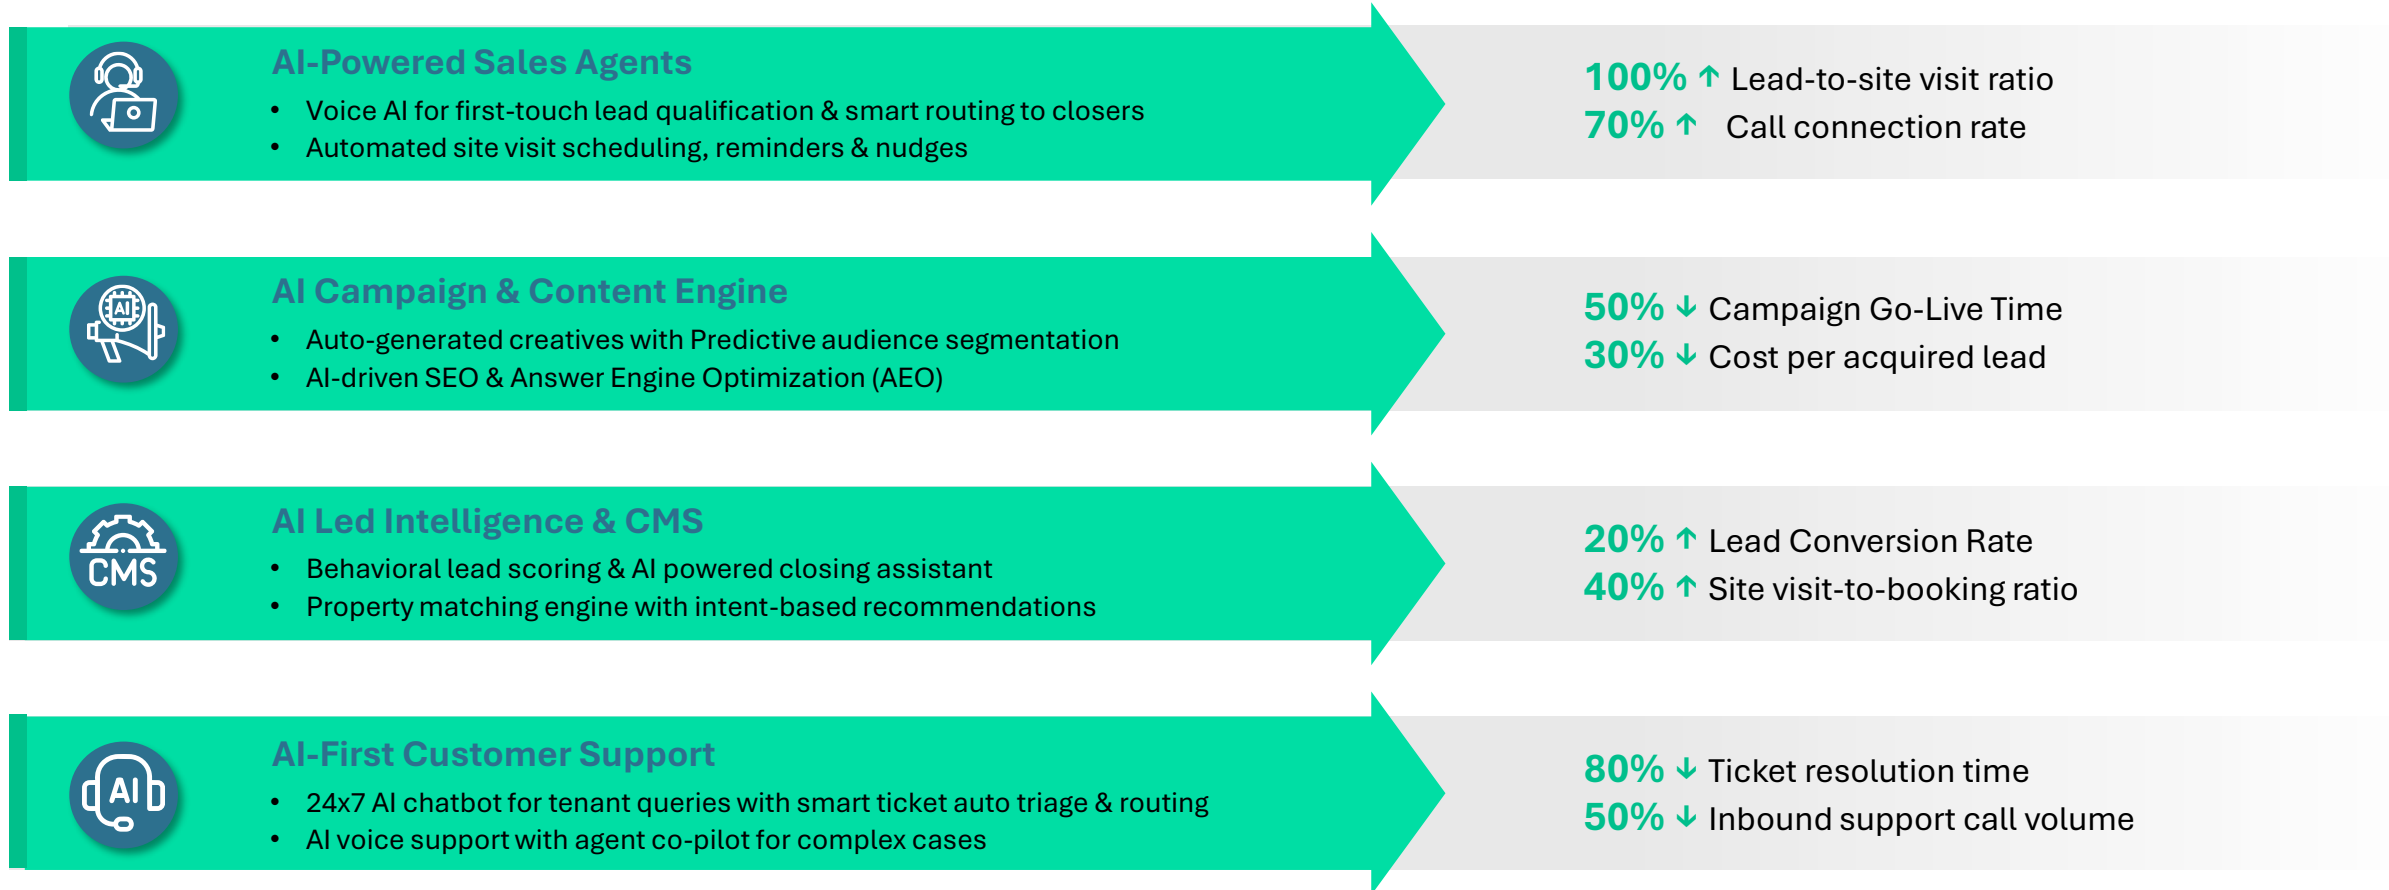 AI-Powered Sales Agents
• Voice AI for first-touch lead qualification & smart routing to closers
• Automated site visit scheduling, reminders & nudges
100% ↑ Lead-to-site visit ratio
70% ↑ Call connection rate
AI
AI Campaign & Content Engine
• Auto-generated creatives with Predictive audience segmentation
• AI-driven SEO & Answer Engine Optimization (AEO)
50% ↓ Campaign Go-Live Time
30% ↓ Cost per acquired lead
CMS
AI Led Intelligence & CMS
• Behavioral lead scoring & AI powered closing assistant
• Property matching engine with intent-based recommendations
20% ↑ Lead Conversion Rate
40% ↑ Site visit-to-booking ratio
AI
AI-First Customer Support
• 24x7 AI chatbot for tenant queries with smart ticket auto triage & routing
• AI voice support with agent co-pilot for complex cases
80% ↓ Ticket resolution time
50% ↓ Inbound support call volume